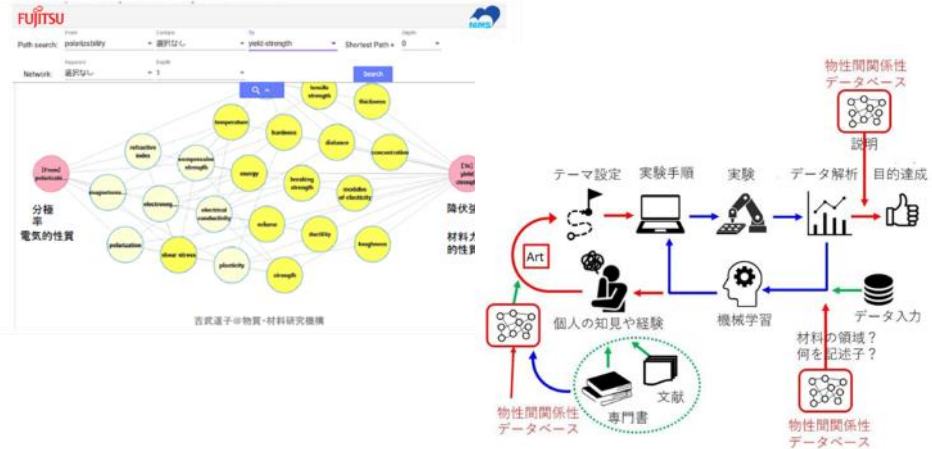 FUJITSU
NIMS
From
Depth
Path search:
polarizability
選択なし
To
yield-strength
Shortest Path +
0
Network:
選択なし
Depth
1
Search
tensile
strength
thickness
temperature
hardness
distance
concentration
refractive
index
compressive
strength
energy
breaking
strength
modulus
of elasticity
electrical
conductivity
volume
ductility
toughness
polarization
shear stress
plasticity
strength
[From]
[To]
yield
分極
率
電気的性質
降伏強
材料力
的性質
吉武道子@物質・材料研究機構
物性間関係性
データベース
説明
テーマ設定
実験手順
実験
データ解析
目的達成
Art
個人の知見や経験
機械学習
データ入力
材料の領域?
何を記述子?
文献
専門書
物性間関係性
データベース
物性間関係性
データベース